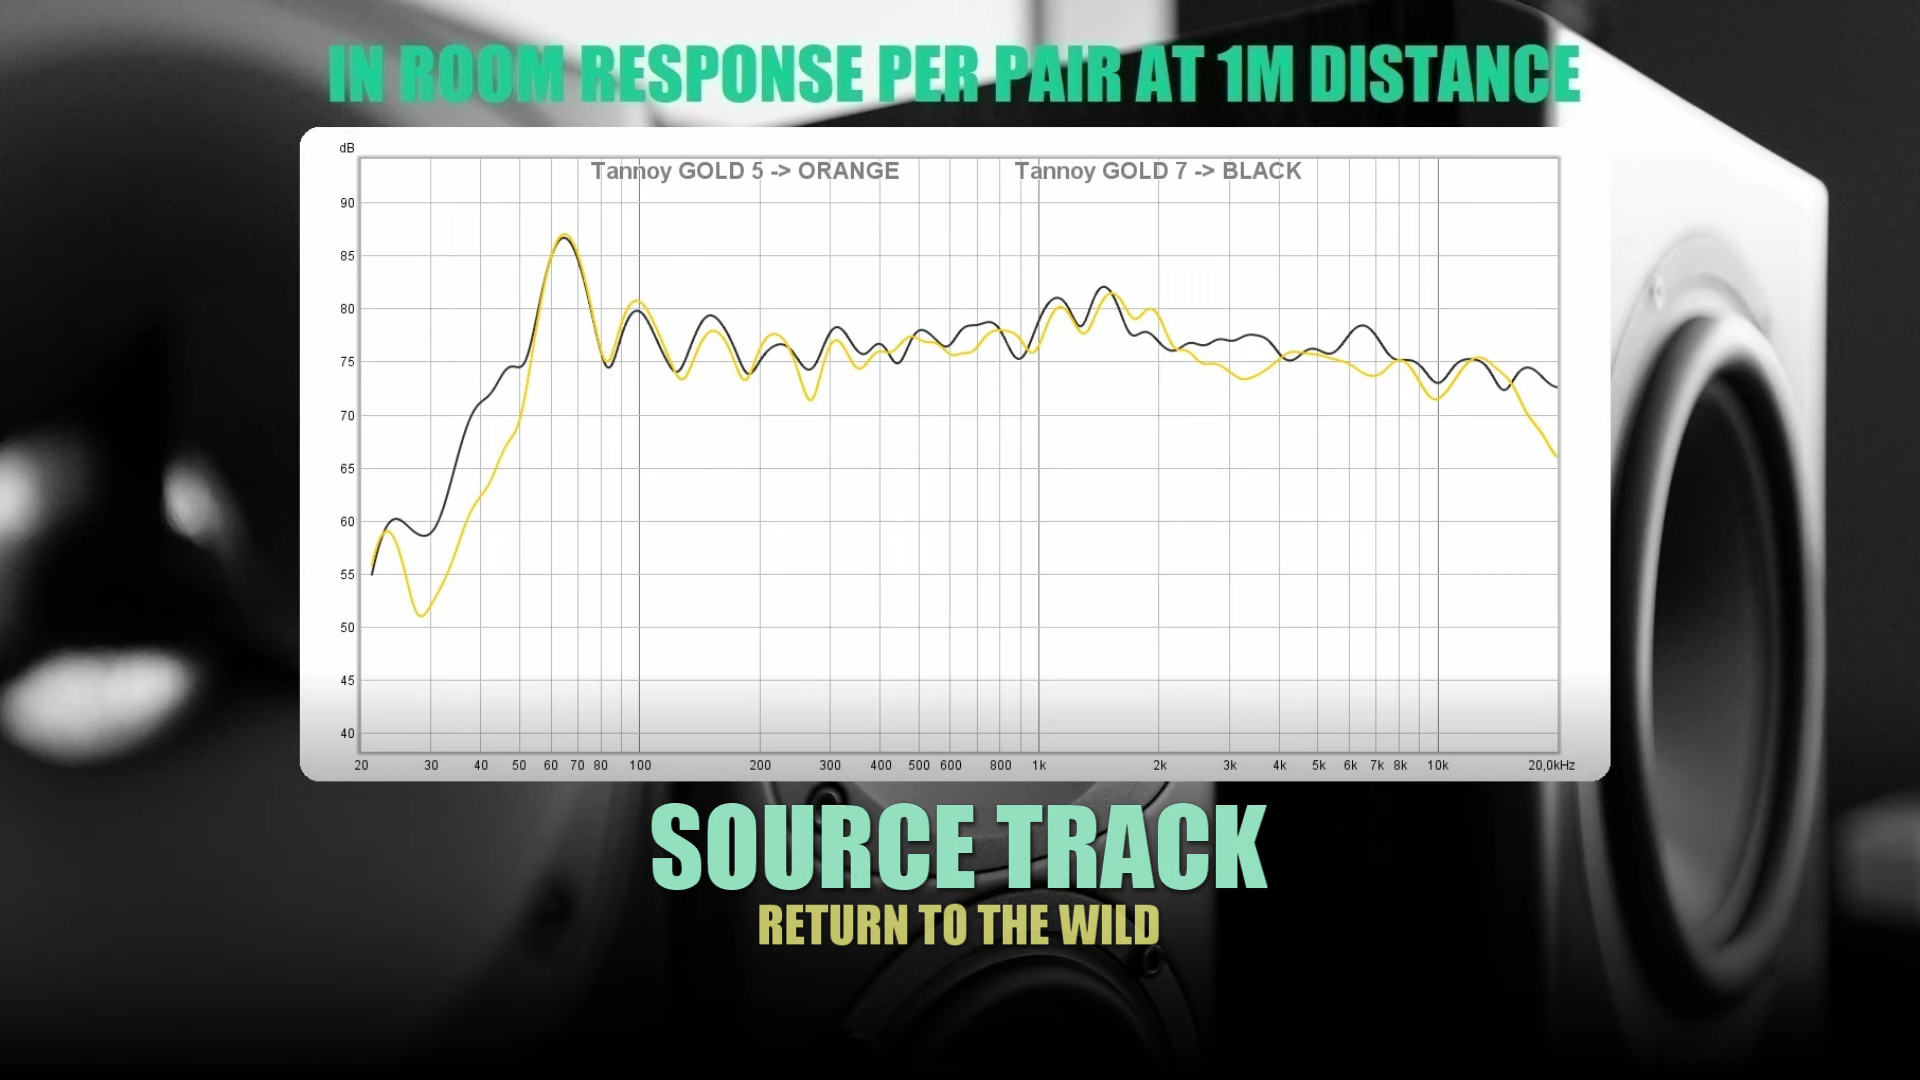 IN ROOM RESPONSE PER PAIR AT 1M DISTANCE
dB
Tannoy GOLD 5 -> ORANGE Tannoy GOLD 7 -> BLACK
90
85
80
75
70
65
60
55
50
45
40
20 30 40 50 60 70 80 100 200 300 400 500 600 800 1k 2k 3k 4k 5k 6k 7k 8k 10k 20,0kHz
SOURCE TRACK
RETURN TO THE WILD